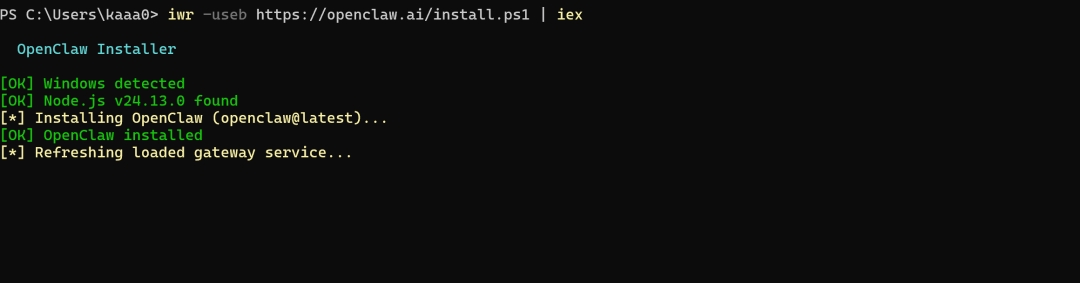 PS C:\Users\kaaa0> iwr -useb https://openclaw.ai/install.ps1 | iex
OpenClaw Installer
[OK] Windows detected
[OK] Node.js v24.13.0 found
[*] Installing OpenClaw (openclaw@latest)...
[OK] OpenClaw installed
[*] Refreshing loaded gateway service...